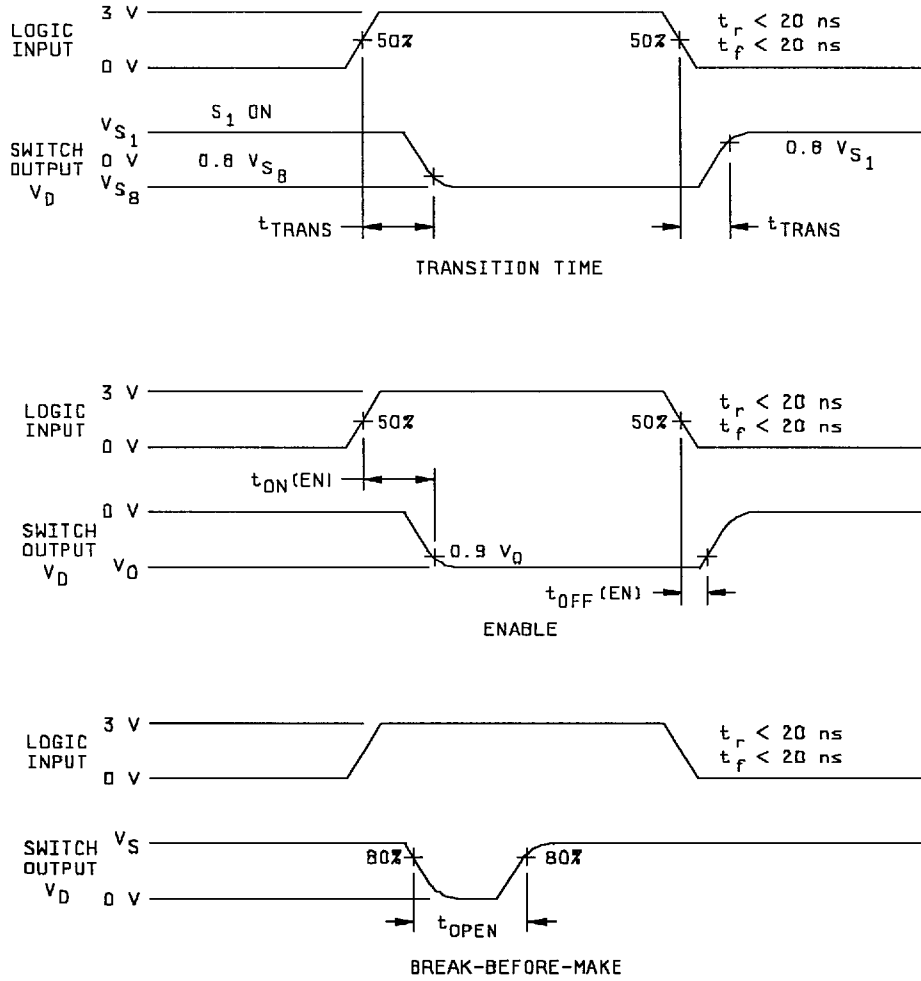 3 V
LOGIC INPUT
50%
50%
t_r < 20 ns
t_f < 20 ns
0 V
V_S1
S_1 ON
SWITCH OUTPUT V_D
0 V
0.8 V_S8
0.8 V_S1
V_S8
t_TRANS
t_TRANS
TRANSITION TIME
3 V
LOGIC INPUT
50%
50%
t_r < 20 ns
t_f < 20 ns
0 V
t_ON(EN)
0 V
SWITCH OUTPUT V_D
V_O
0.9 V_O
t_OFF(EN)
ENABLE
3 V
LOGIC INPUT
t_r < 20 ns
t_f < 20 ns
0 V
V_S
SWITCH OUTPUT V_D
80%
80%
0 V
t_OPEN
BREAK-BEFORE-MAKE